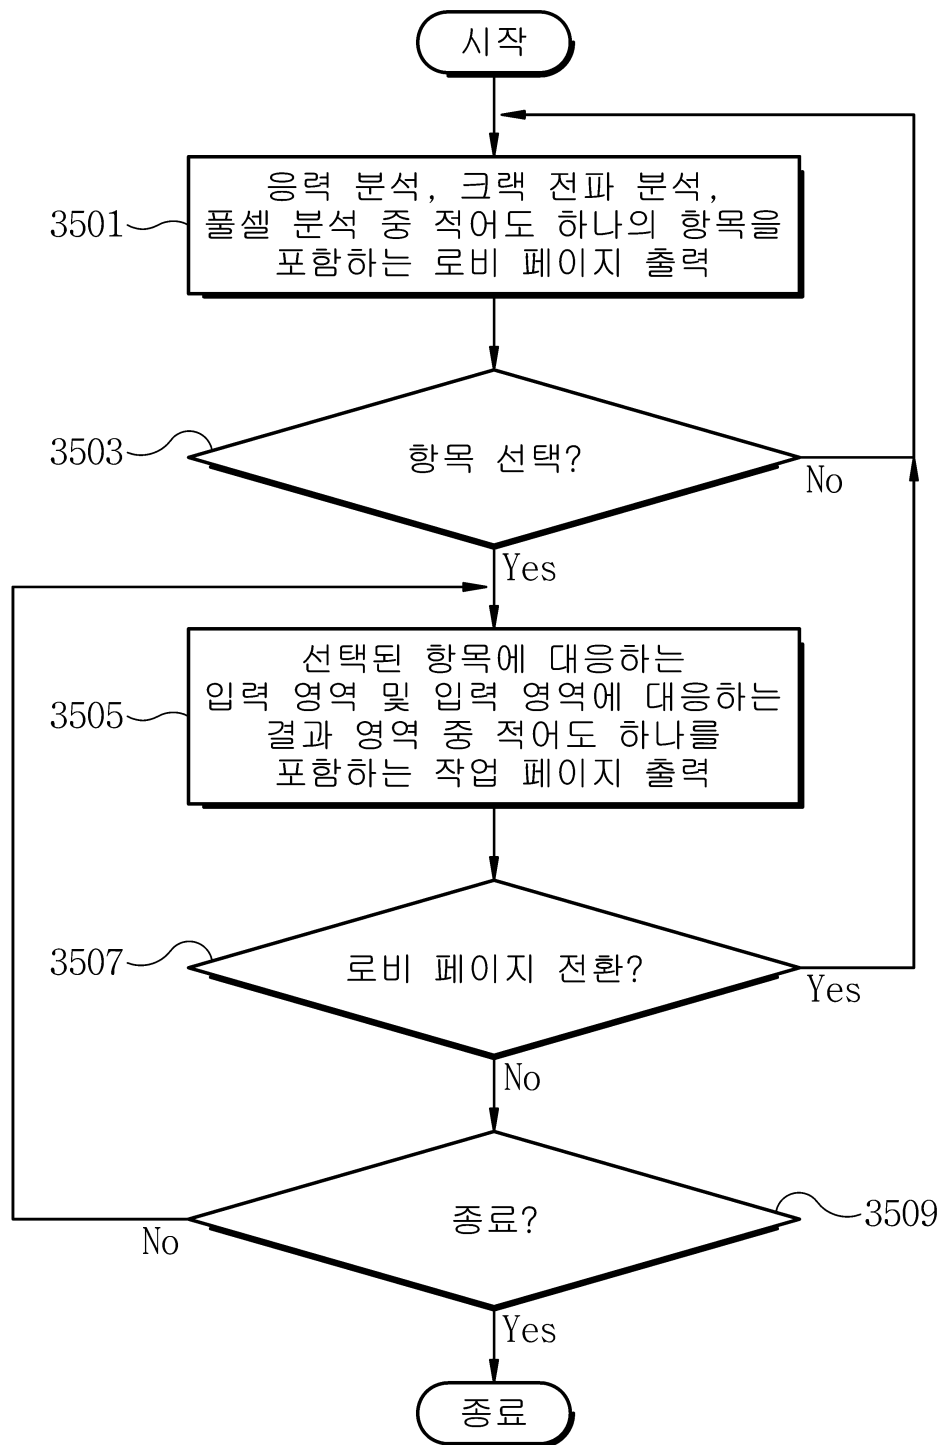 시작
3501
응력 분석, 크랙 전파 분석,
풀셀 분석 중 적어도 하나의 항목을
포함하는 로비 페이지 출력
3503
항목 선택?
No
Yes
3505
선택된 항목에 대응하는
입력 영역 및 입력 영역에 대응하는
결과 영역 중 적어도 하나를
포함하는 작업 페이지 출력
3507
로비 페이지 전환?
Yes
No
종료?
3509
No
Yes
종료